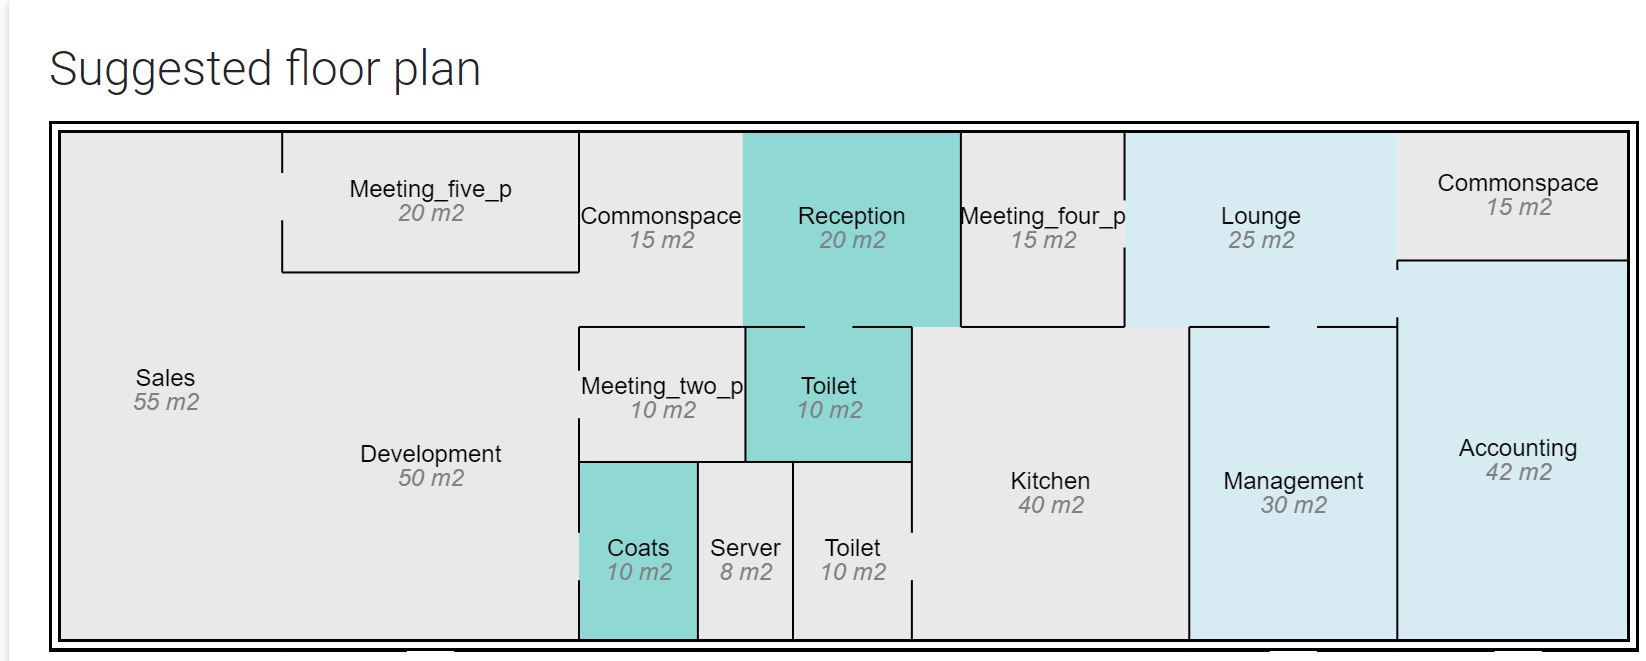 Suggested floor plan
Meeting_five_p
20 m2
Commonspace
15 m2
Reception
20 m2
Meeting_four_p
15 m2
Lounge
25 m2
Commonspace
15 m2
Sales
55 m2
Development
50 m2
Meeting_two_p
10 m2
Toilet
10 m2
Coats
10 m2
Server
8 m2
Toilet
10 m2
Kitchen
40 m2
Management
30 m2
Accounting
42 m2